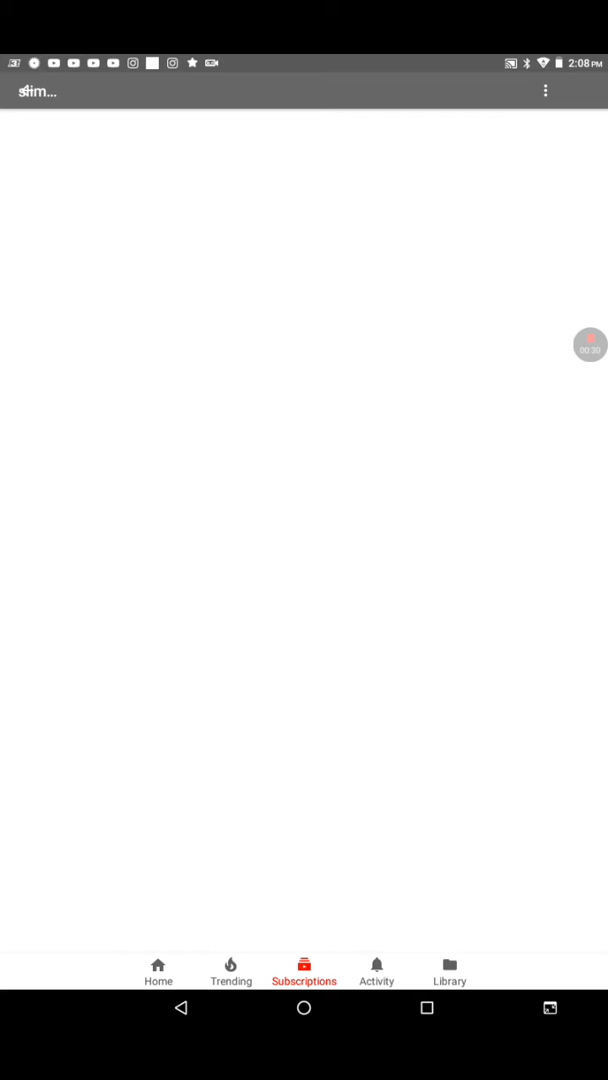 2:08 PM
slim...
00:30
Home
Trending
Subscriptions
Activity
Library